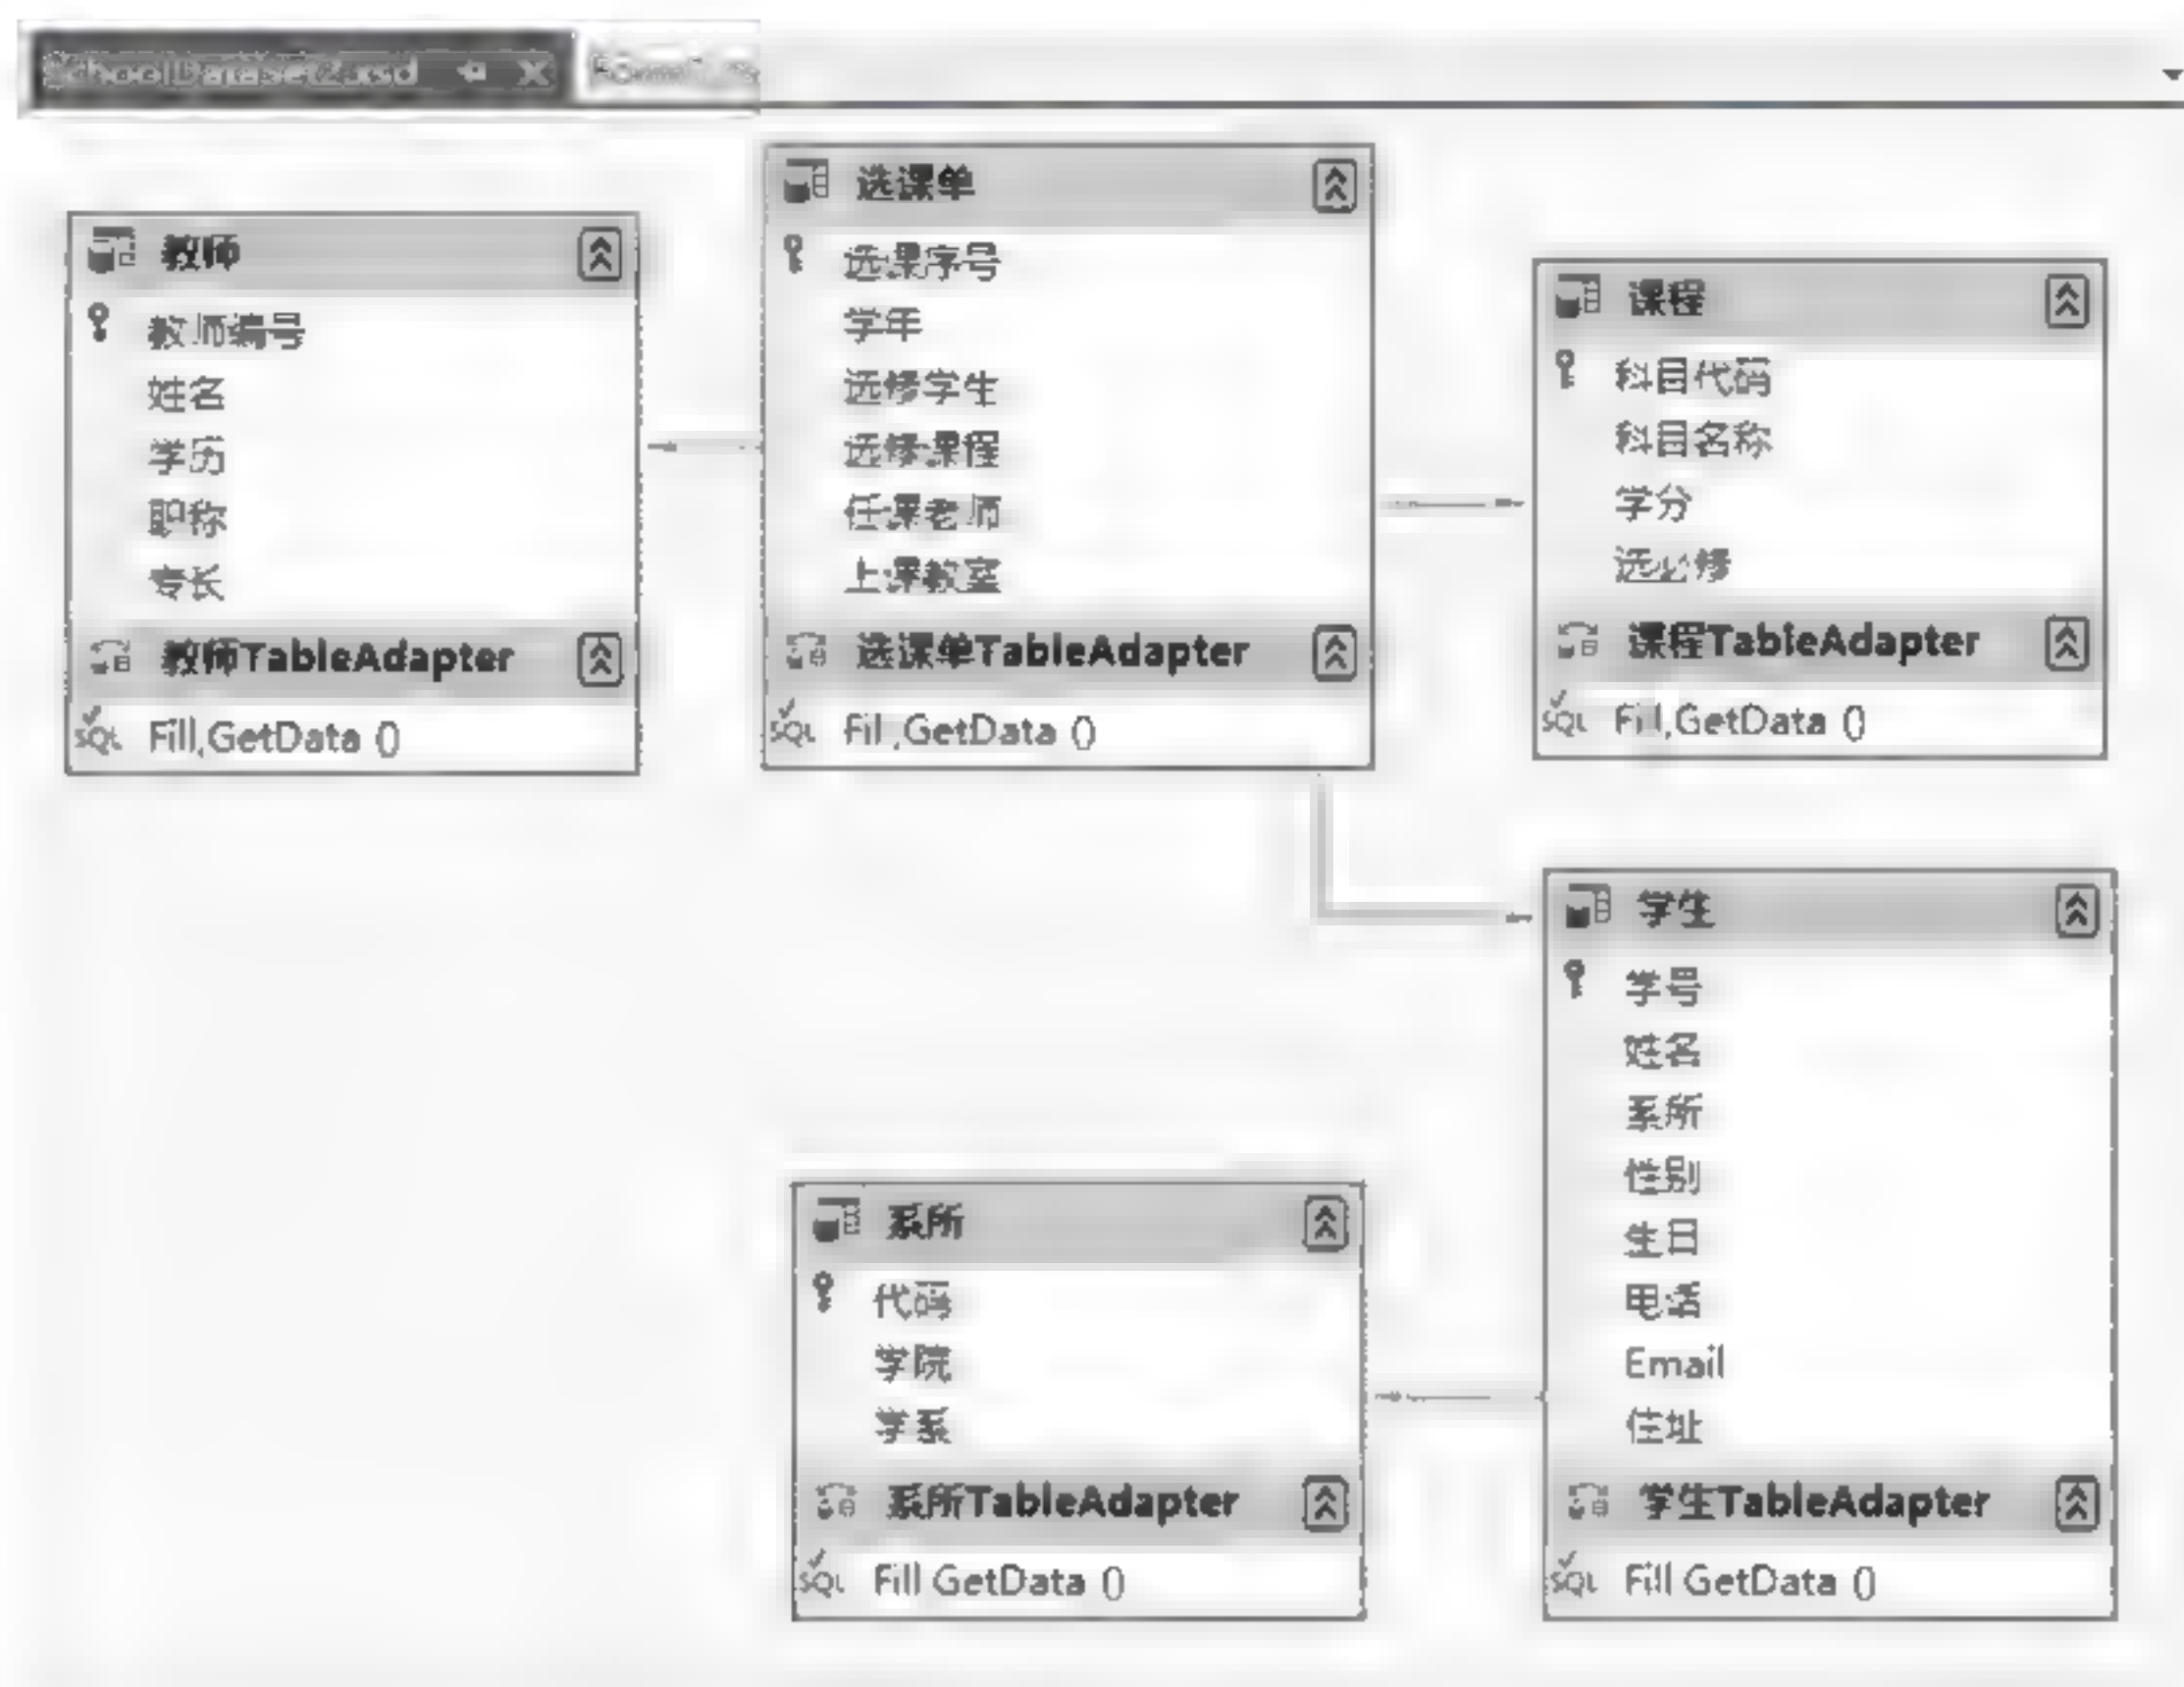 SchoolDataset2.xsd
教师
教师编号
姓名
学历
职称
专长
教师TableAdapter
Fill,GetData ()
选课单
选课字号
学年
选修学生
选修课程
任课老师
上课教室
选课单TableAdapter
Fill,GetData ()
课程
科目代码
科目名称
学分
选必修
课程TableAdapter
Fill,GetData ()
学生
学号
姓名
系所
性别
生日
电话
Email
住址
学生TableAdapter
Fill GetData ()
系所
代码
学院
学系
系所TableAdapter
Fill GetData ()